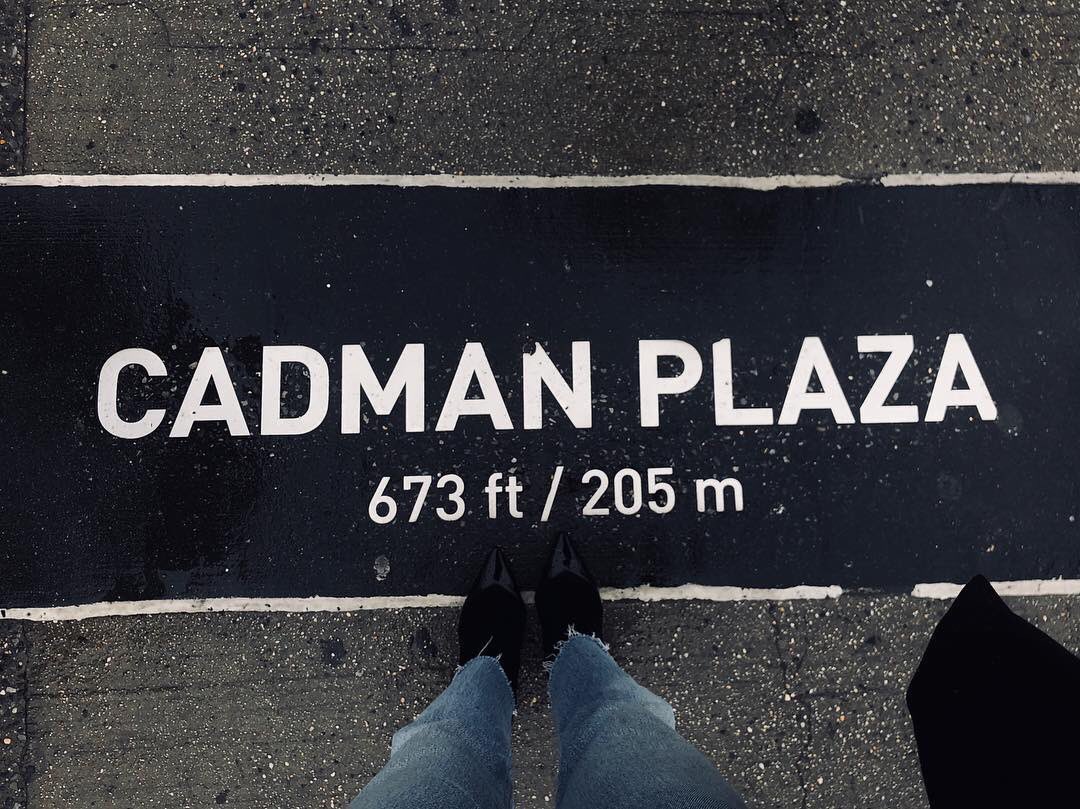 CADMAN PLAZA
673 ft / 205 m